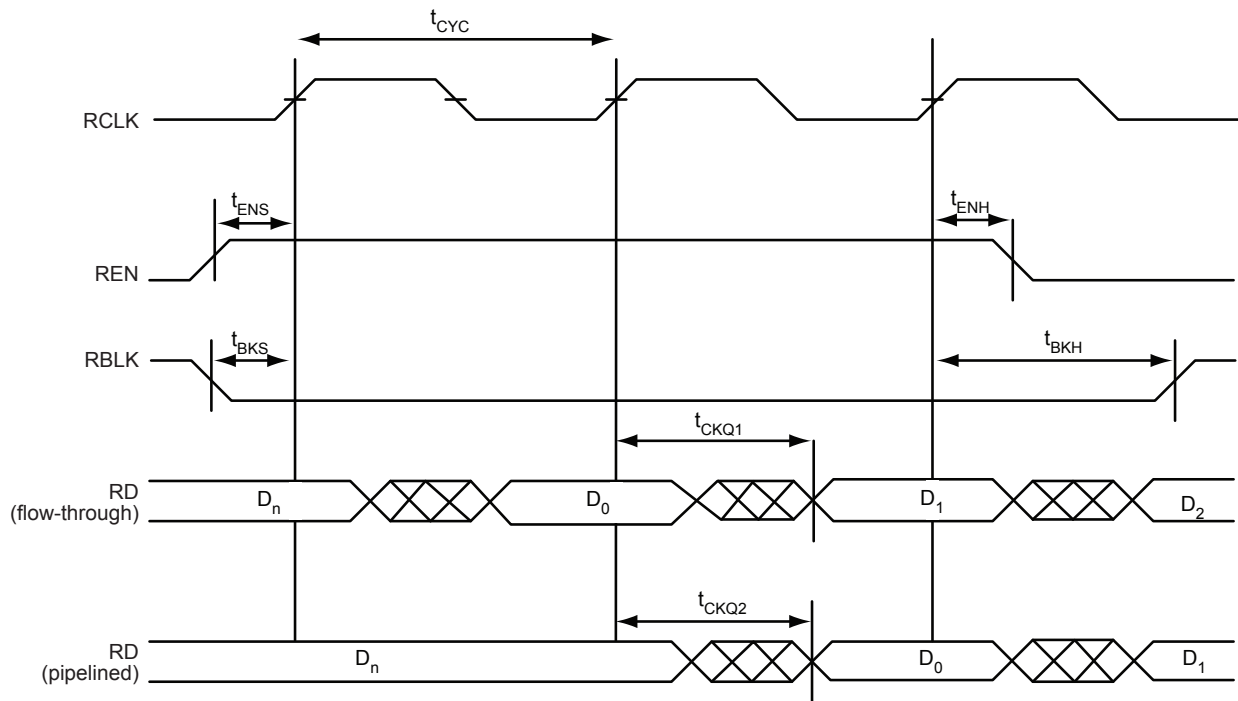 tCYC
RCLK
tENS
tENH
REN
tBKS
tBKH
RBLK
tCKQ1
RD
(flow-through)
Dn
D0
D1
D2
tCKQ2
RD
(pipelined)
Dn
D0
D1